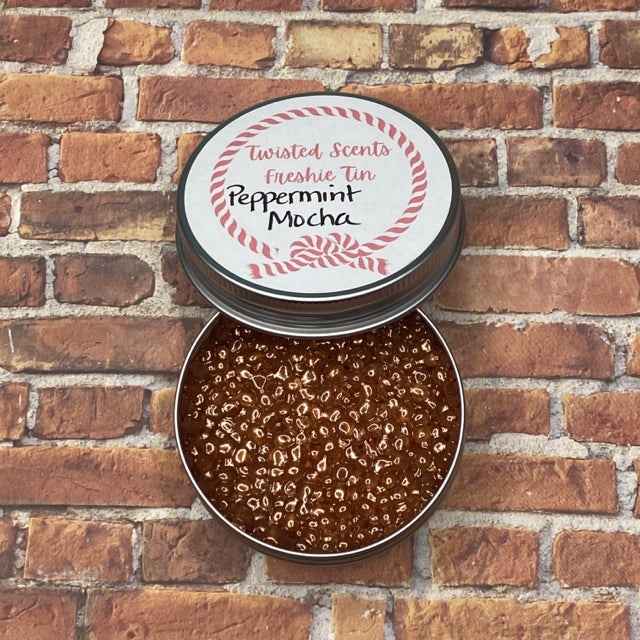 Twisted Scents
Freshie Tin
Peppermint
Mocha